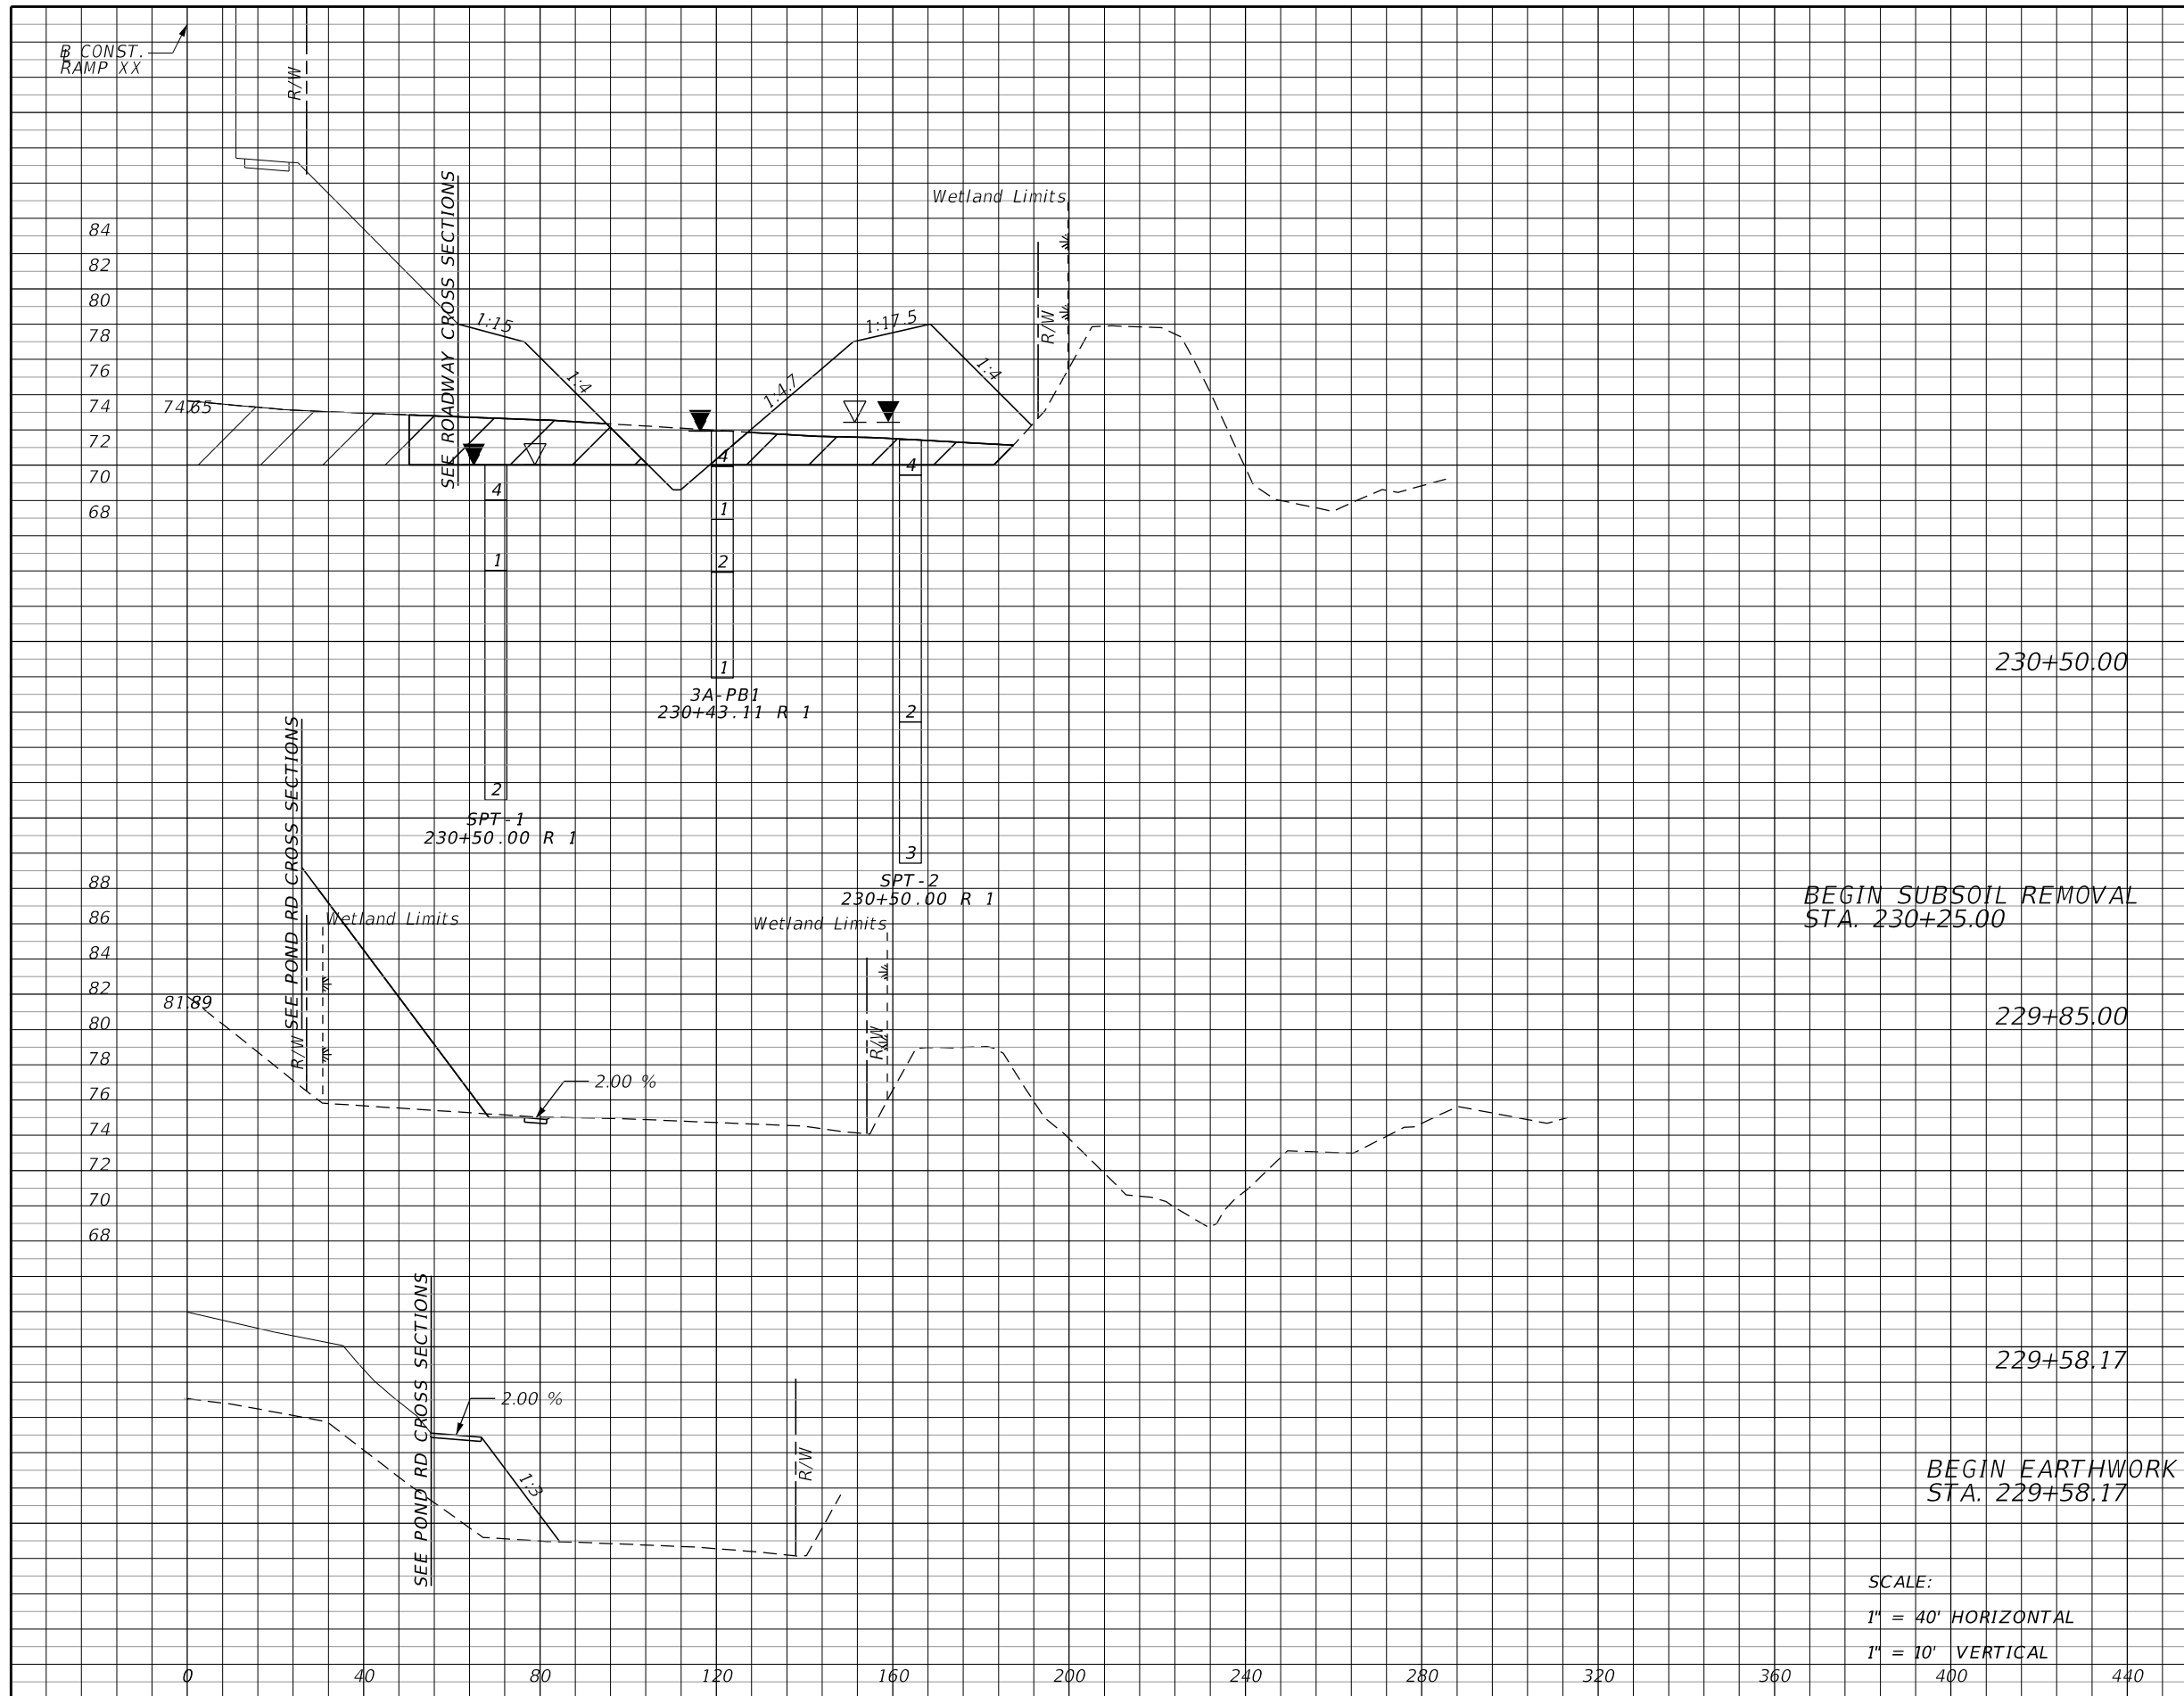 B CONST.
RAMP XX
R/W
SEE ROADWAY CROSS SECTIONS
Wetland Limits
R/W
84
82
80
78
76
74
72
70
68
74.65
1:15
1:4
1:4.7
1:17.5
1:4
4
1
2
4
1
2
1
4
2
3
3A-PB1
230+43.11 R 1
SPT-1
230+50.00 R 1
SPT-2
230+50.00 R 1
230+50.00
BEGIN SUBSOIL REMOVAL
STA. 230+25.00
88
86
84
82
80
78
76
74
72
70
68
81.89
SEE POND RD CROSS SECTIONS
R/W
Wetland Limits
Wetland Limits
R/W
2.00 %
229+85.00
SEE POND RD CROSS SECTIONS
2.00 %
1:3
R/W
229+58.17
BEGIN EARTHWORK
STA. 229+58.17
SCALE:
1" = 40' HORIZONTAL
1" = 10' VERTICAL
0 40 80 120 160 200 240 280 320 360 400 440